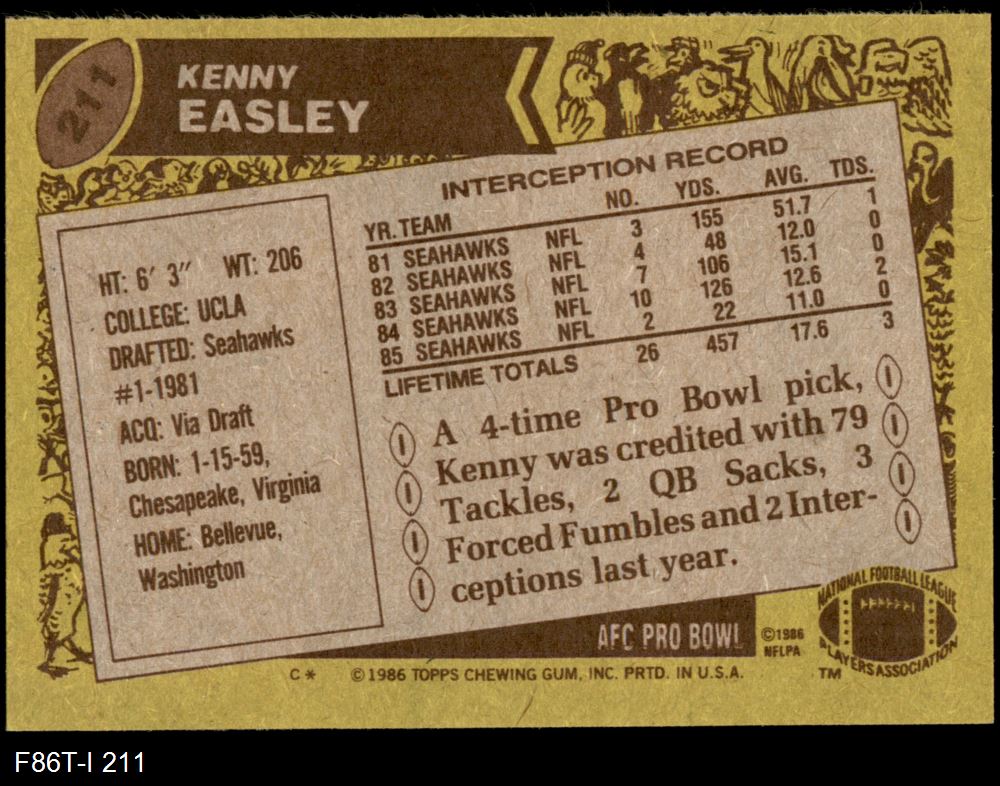 211
KENNY
EASLEY
INTERCEPTION RECORD
YR. TEAM NO. YDS. AVG. TDS.
81 SEAHAWKS NFL 3 155 51.7 1
82 SEAHAWKS NFL 4 48 12.0 0
83 SEAHAWKS NFL 7 106 15.1 0
84 SEAHAWKS NFL 10 126 12.6 2
85 SEAHAWKS NFL 2 22 11.0 0
LIFETIME TOTALS 26 457 17.6 3
HT: 6' 3" WT: 206
COLLEGE: UCLA
DRAFTED: Seahawks
#1-1981
ACQ: Via Draft
BORN: 1-15-59,
Chesapeake, Virginia
HOME: Bellevue,
Washington
A 4-time Pro Bowl pick,
Kenny was credited with 79
Tackles, 2 QB Sacks, 3
Forced Fumbles and 2 Inter-
ceptions last year.
AFC PRO BOWL
©1986
NFLPA
NATIONAL FOOTBALL LEAGUE
PLAYERS ASSOCIATION
TM
C * © 1986 TOPPS CHEWING GUM, INC. PRTD. IN U.S.A.
F86T-I 211